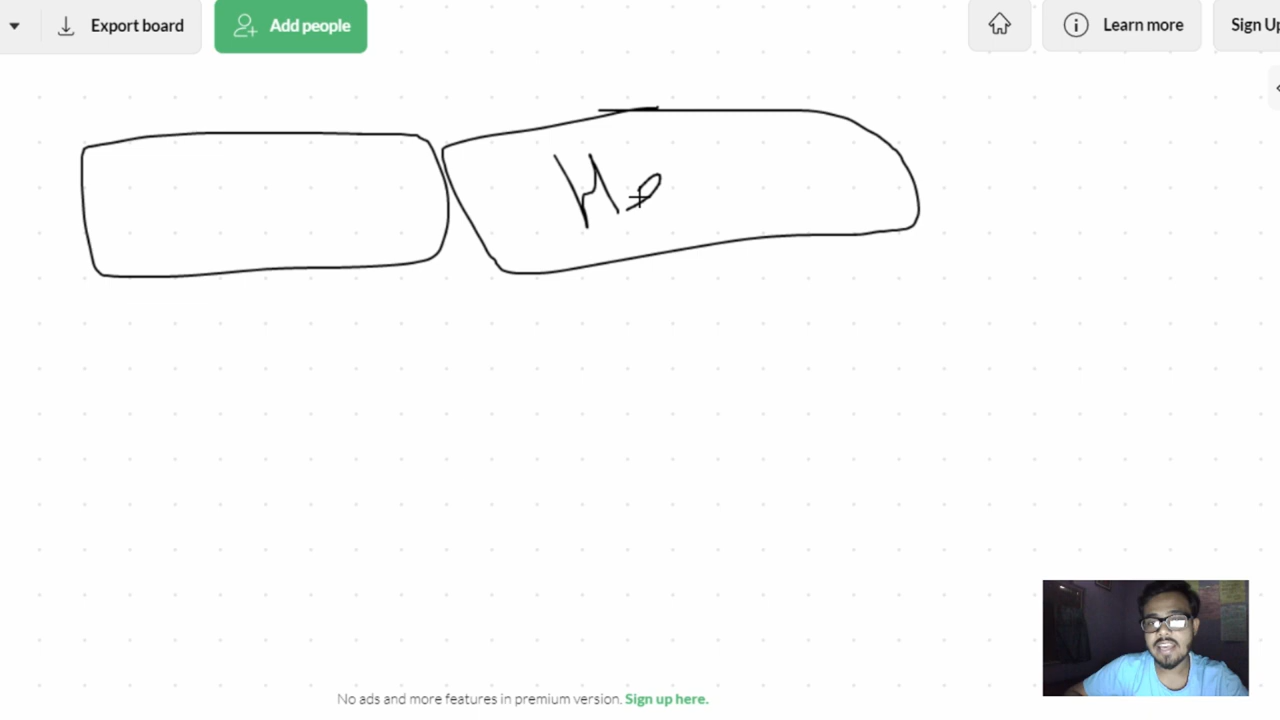 Export board
Add people
Learn more
Sign Up
He
No ads and more features in premium version. Sign up here.